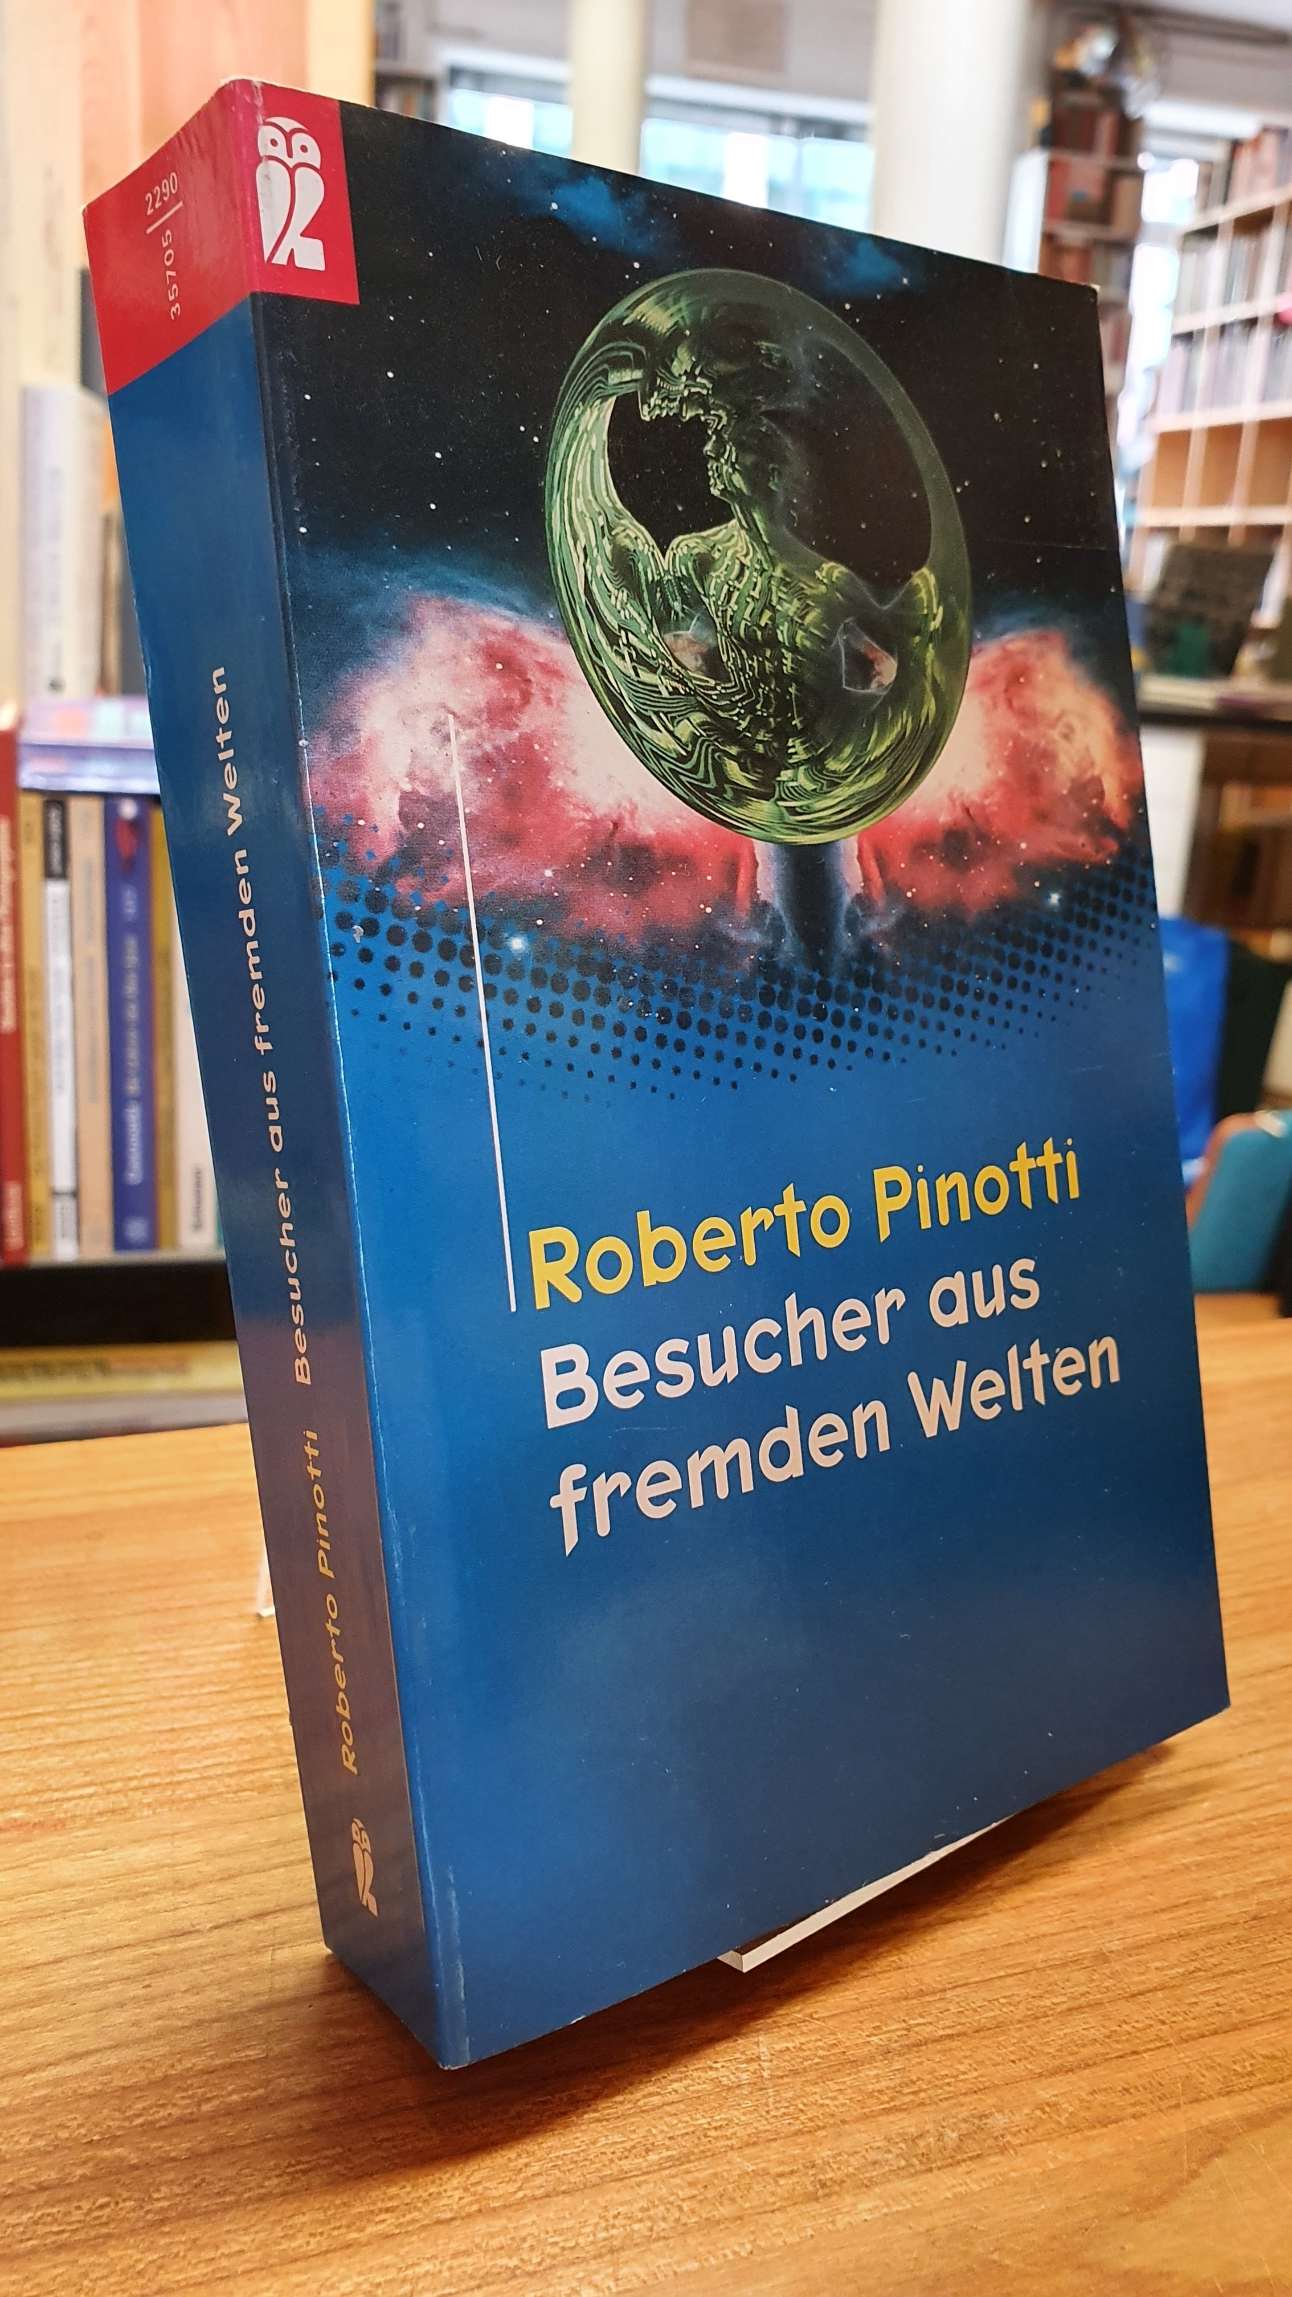 2290
35705
Roberto Pinotti
Besucher aus
fremden Welten
Roberto Pinotti Besucher aus fremden Welten